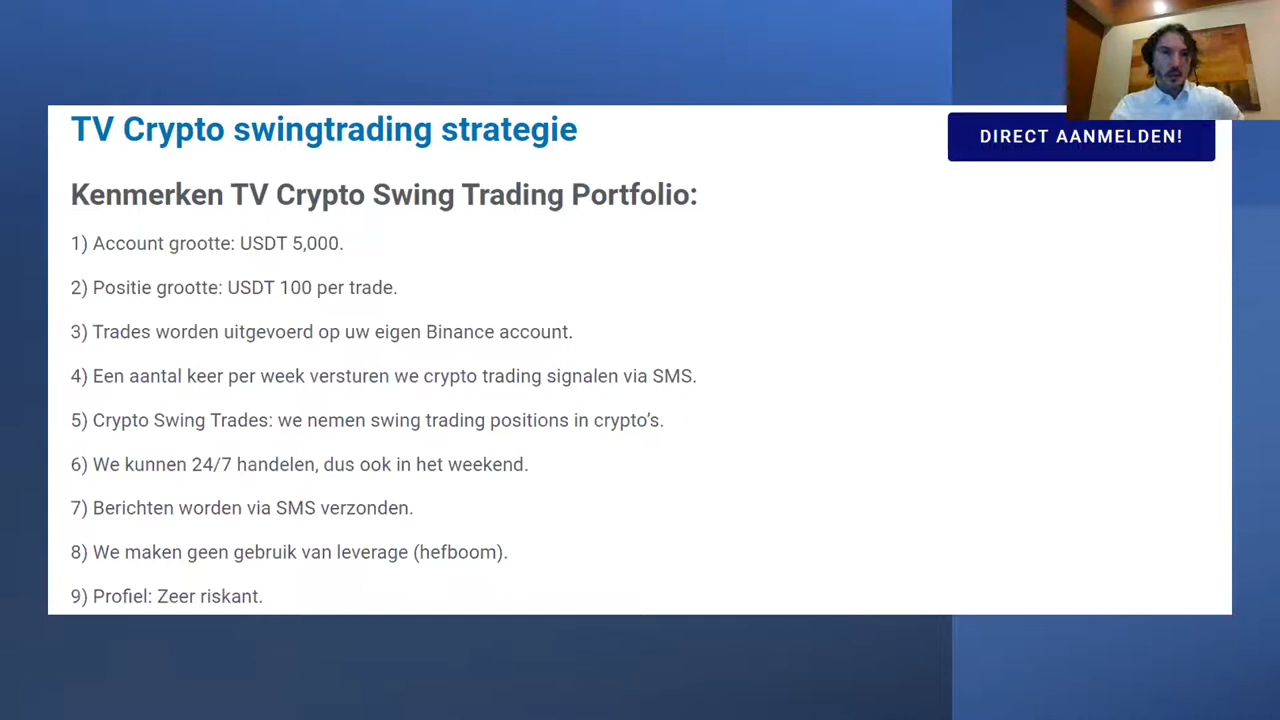 TV Crypto swingtrading strategie
DIRECT AANMELDEN!
Kenmerken TV Crypto Swing Trading Portfolio:
1) Account grootte: USDT 5,000.
2) Positie grootte: USDT 100 per trade.
3) Trades worden uitgevoerd op uw eigen Binance account.
4) Een aantal keer per week versturen we crypto trading signalen via SMS.
5) Crypto Swing Trades: we nemen swing trading positions in crypto’s.
6) We kunnen 24/7 handelen, dus ook in het weekend.
7) Berichten worden via SMS verzonden.
8) We maken geen gebruik van leverage (hefboom).
9) Profiel: Zeer riskant.